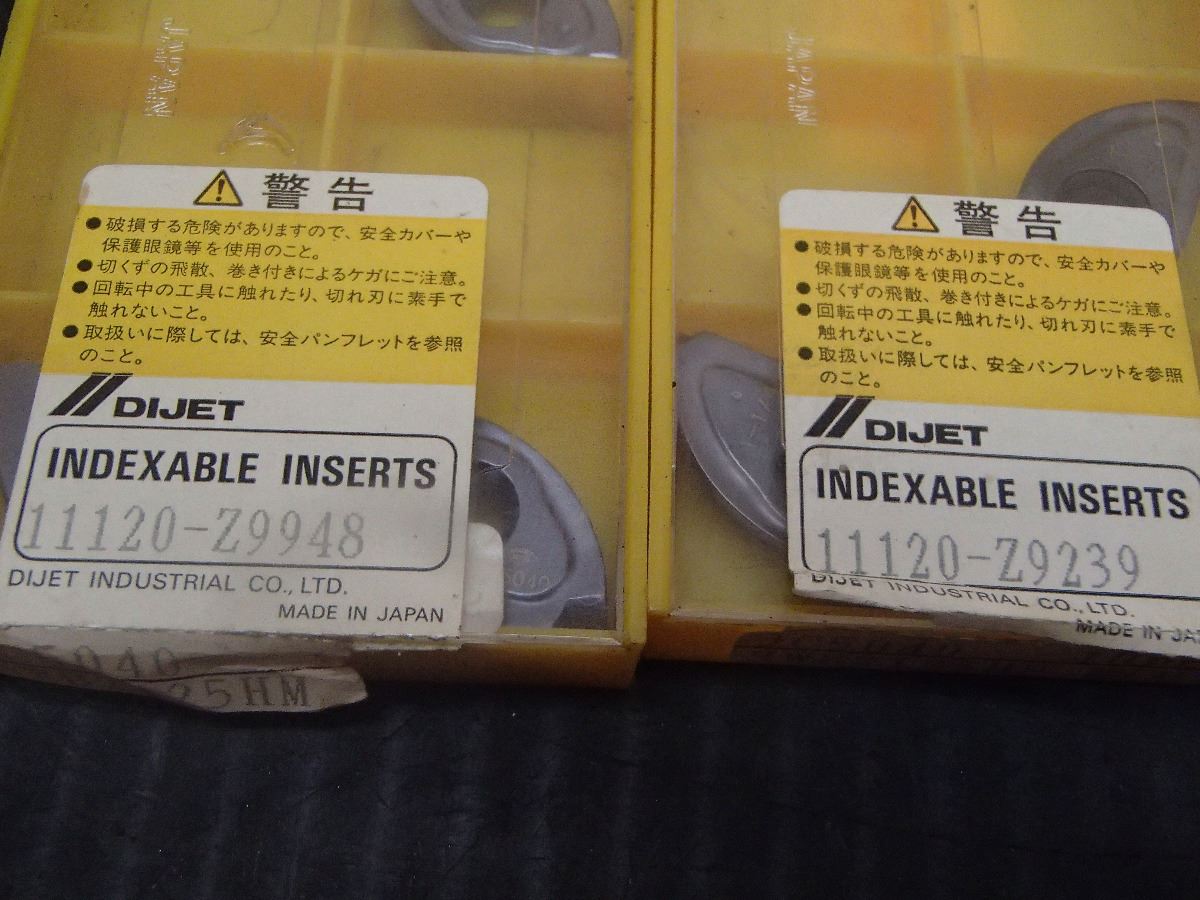 JAPAN
警告
●破損する危険がありますので、安全カバーや
保護眼鏡等を使用のこと。
●切くずの飛散、巻き付きによるケガにご注意。
●回転中の工具に触れたり、切れ刃に素手で
触れないこと。
●取扱いに際しては、安全パンフレットを参照
のこと。
DIJET
INDEXABLE INSERTS
11120-Z9948
DIJET INDUSTRIAL CO., LTD.
MADE IN JAPAN
5040
25HM
5040
JAPAN
警告
●破損する危険がありますので、安全カバーや
保護眼鏡等を使用のこと。
●切くずの飛散、巻き付きによるケガにご注意。
●回転中の工具に触れたり、切れ刃に素手で
触れないこと。
●取扱いに際しては、安全パンフレットを参照
のこと。
DIJET
INDEXABLE INSERTS
11120-Z9239
DIJET INDUSTRIAL CO., LTD.
MADE IN JA